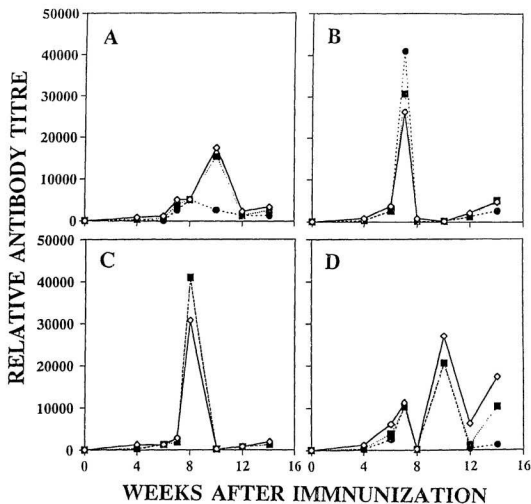 50000
40000
30000
20000
10000
0
A
B
50000
40000
30000
20000
10000
0
C
D
0 4 8 12 16
0 4 8 12 16
RELATIVE ANTIBODY TITRE
WEEKS AFTER IMMNUNIZATION